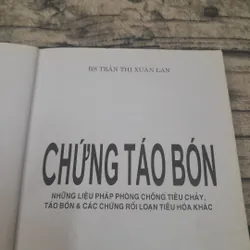 BS TRẦN THỊ XUÂN LAN
CHỨNG TÁO BÓN
NHỮNG LIỆU PHÁP PHÒNG CHỐNG TIÊU CHẢY,
TÁO BÓN & CÁC CHỨNG RỐI LOẠN TIÊU HÓA KHÁC